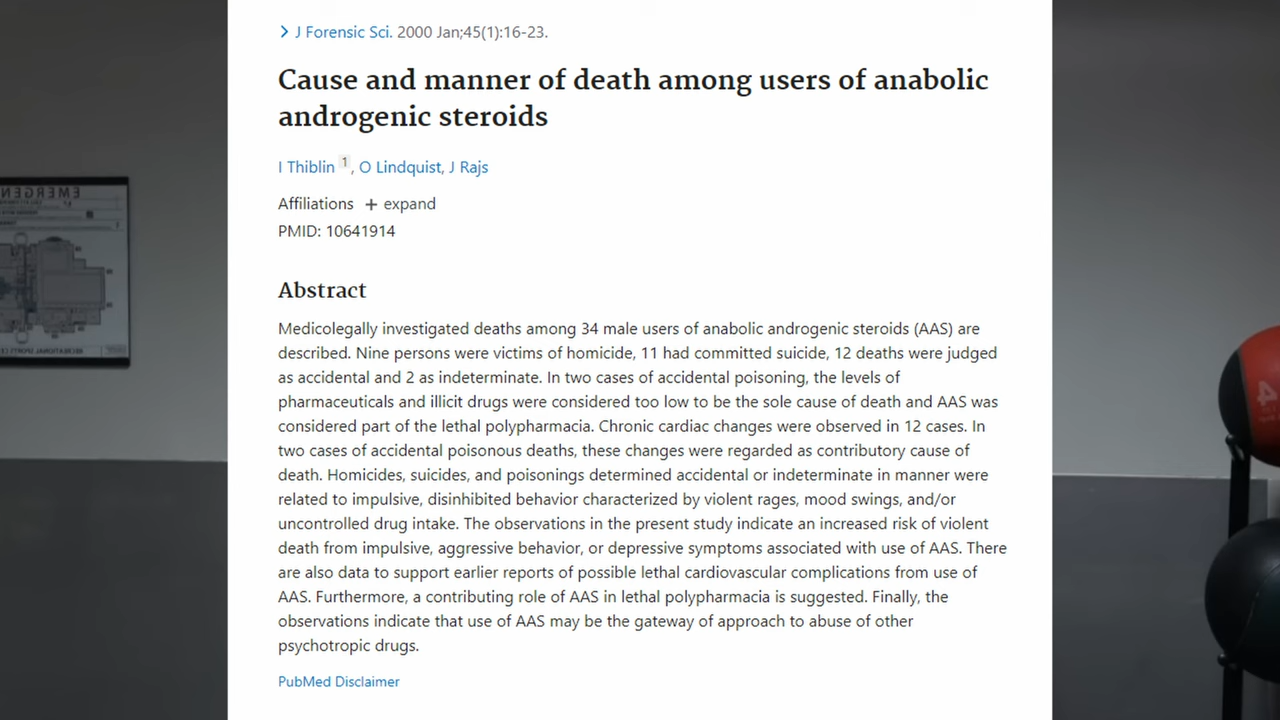 J Forensic Sci. 2000 Jan;45(1):16-23.
Cause and manner of death among users of anabolic
androgenic steroids
I Thiblin 1, O Lindquist, J Rajs
Affiliations + expand
PMID: 10641914
Abstract
Medicolegally investigated deaths among 34 male users of anabolic androgenic steroids (AAS) are
described. Nine persons were victims of homicide, 11 had committed suicide, 12 deaths were judged
as accidental and 2 as indeterminate. In two cases of accidental poisoning, the levels of
pharmaceuticals and illicit drugs were considered too low to be the sole cause of death and AAS was
considered part of the lethal polypharmacia. Chronic cardiac changes were observed in 12 cases. In
two cases of accidental poisonous deaths, these changes were regarded as contributory cause of
death. Homicides, suicides, and poisonings determined accidental or indeterminate in manner were
related to impulsive, disinhibited behavior characterized by violent rages, mood swings, and/or
uncontrolled drug intake. The observations in the present study indicate an increased risk of violent
death from impulsive, aggressive behavior, or depressive symptoms associated with use of AAS. There
are also data to support earlier reports of possible lethal cardiovascular complications from use of
AAS. Furthermore, a contributing role of AAS in lethal polypharmacia is suggested. Finally, the
observations indicate that use of AAS may be the gateway of approach to abuse of other
psychotropic drugs.
PubMed Disclaimer
EMERGEN
4